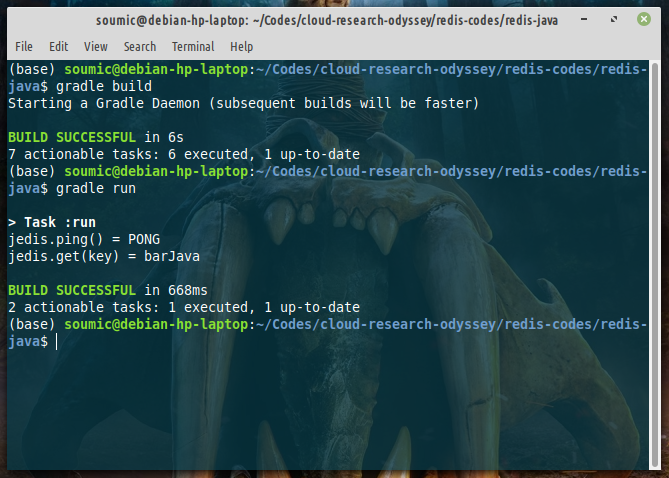 soumic@debian-hp-laptop: ~/Codes/cloud-research-odyssey/redis-codes/redis-java
File Edit View Search Terminal Help
(base) soumic@debian-hp-laptop:~/Codes/cloud-research-odyssey/redis-codes/redis-
java$ gradle build
Starting a Gradle Daemon (subsequent builds will be faster)
BUILD SUCCESSFUL in 6s
7 actionable tasks: 6 executed, 1 up-to-date
(base) soumic@debian-hp-laptop:~/Codes/cloud-research-odyssey/redis-codes/redis-
java$ gradle run
> Task :run
jedis.ping() = PONG
jedis.get(key) = barJava
BUILD SUCCESSFUL in 668ms
2 actionable tasks: 1 executed, 1 up-to-date
(base) soumic@debian-hp-laptop:~/Codes/cloud-research-odyssey/redis-codes/redis-
java$